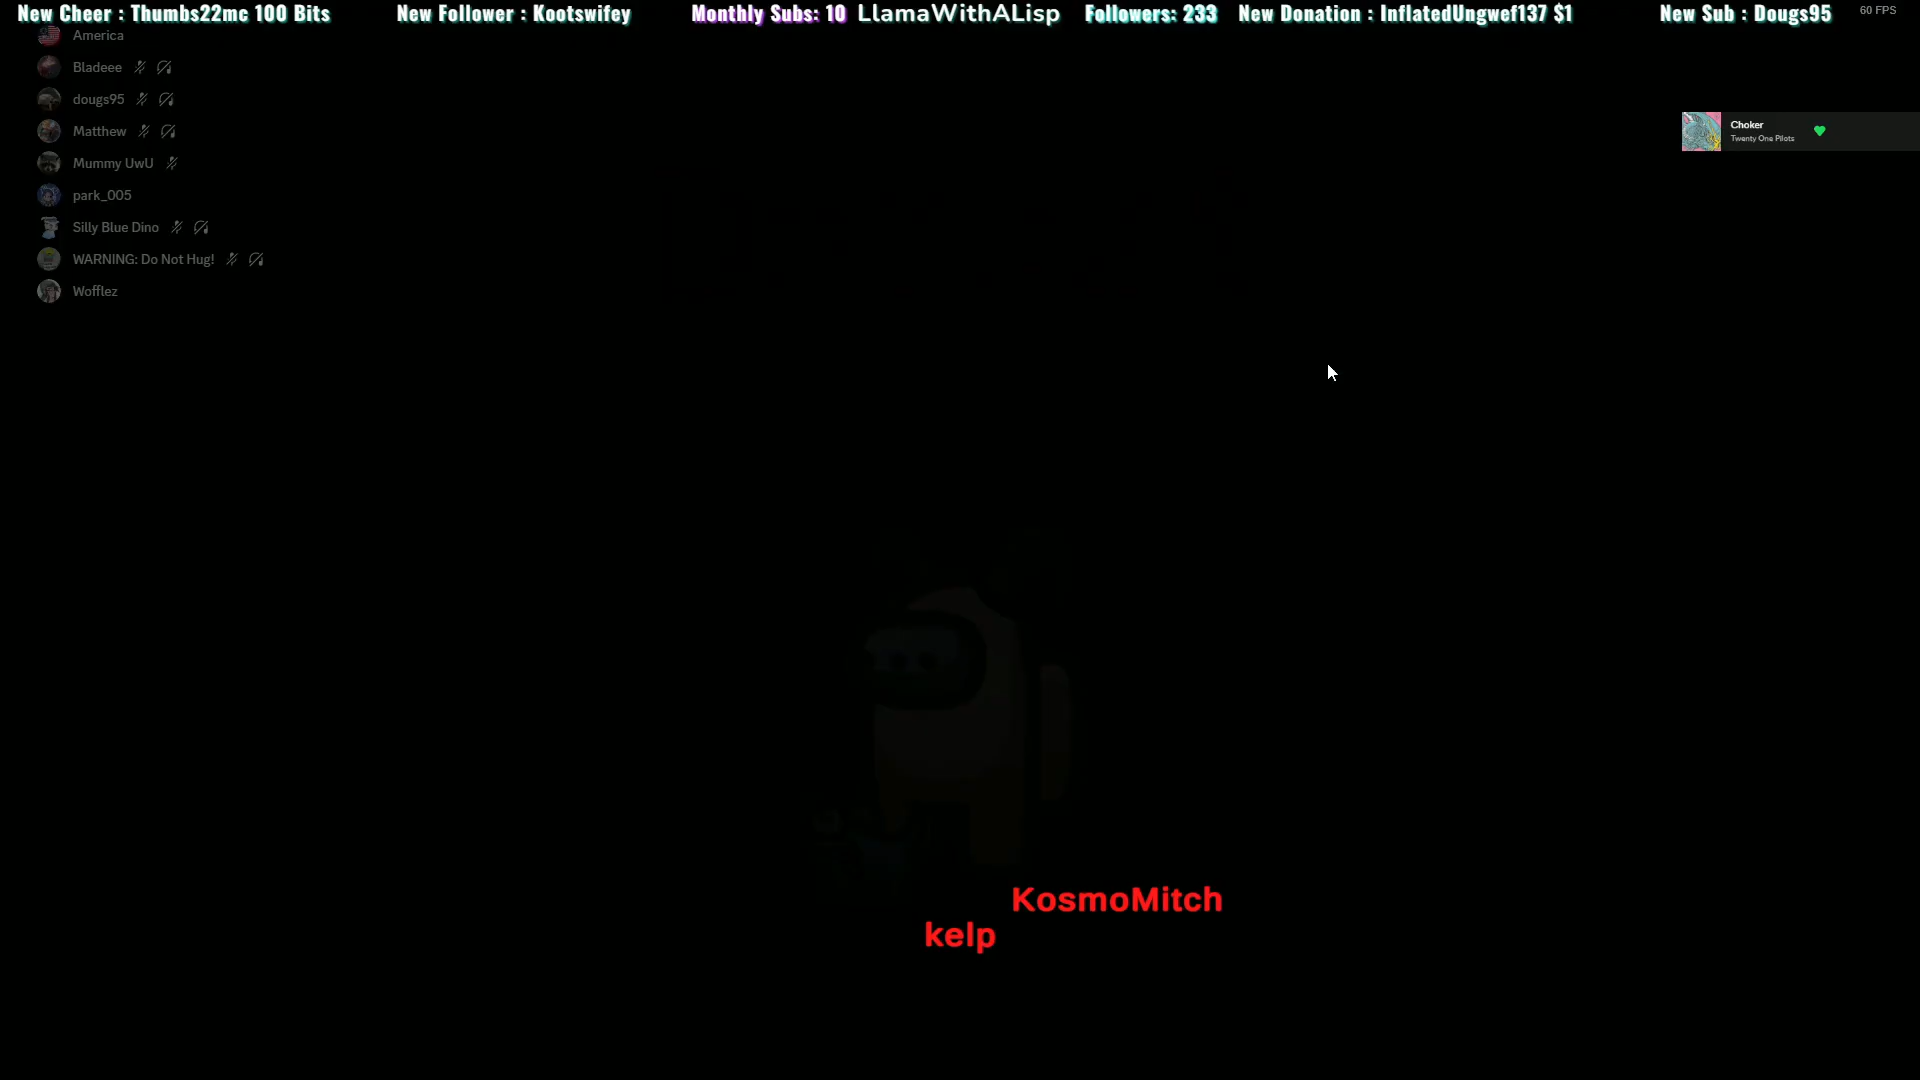 New Cheer : Thumbs22mc 100 Bits New Follower : Kootswifey Monthly Subs: 10 LlamaWithALisp Followers: 233 New Donation : InflatedUngwef137 $1 New Sub : Dougs95 60 FPS
America
Bladeee
dougs95
Matthew
Mummy UwU
park_005
Silly Blue Dino
WARNING: Do Not Hug!
Wofflez
Choker
Twenty One Pilots
KosmoMitch
kelp